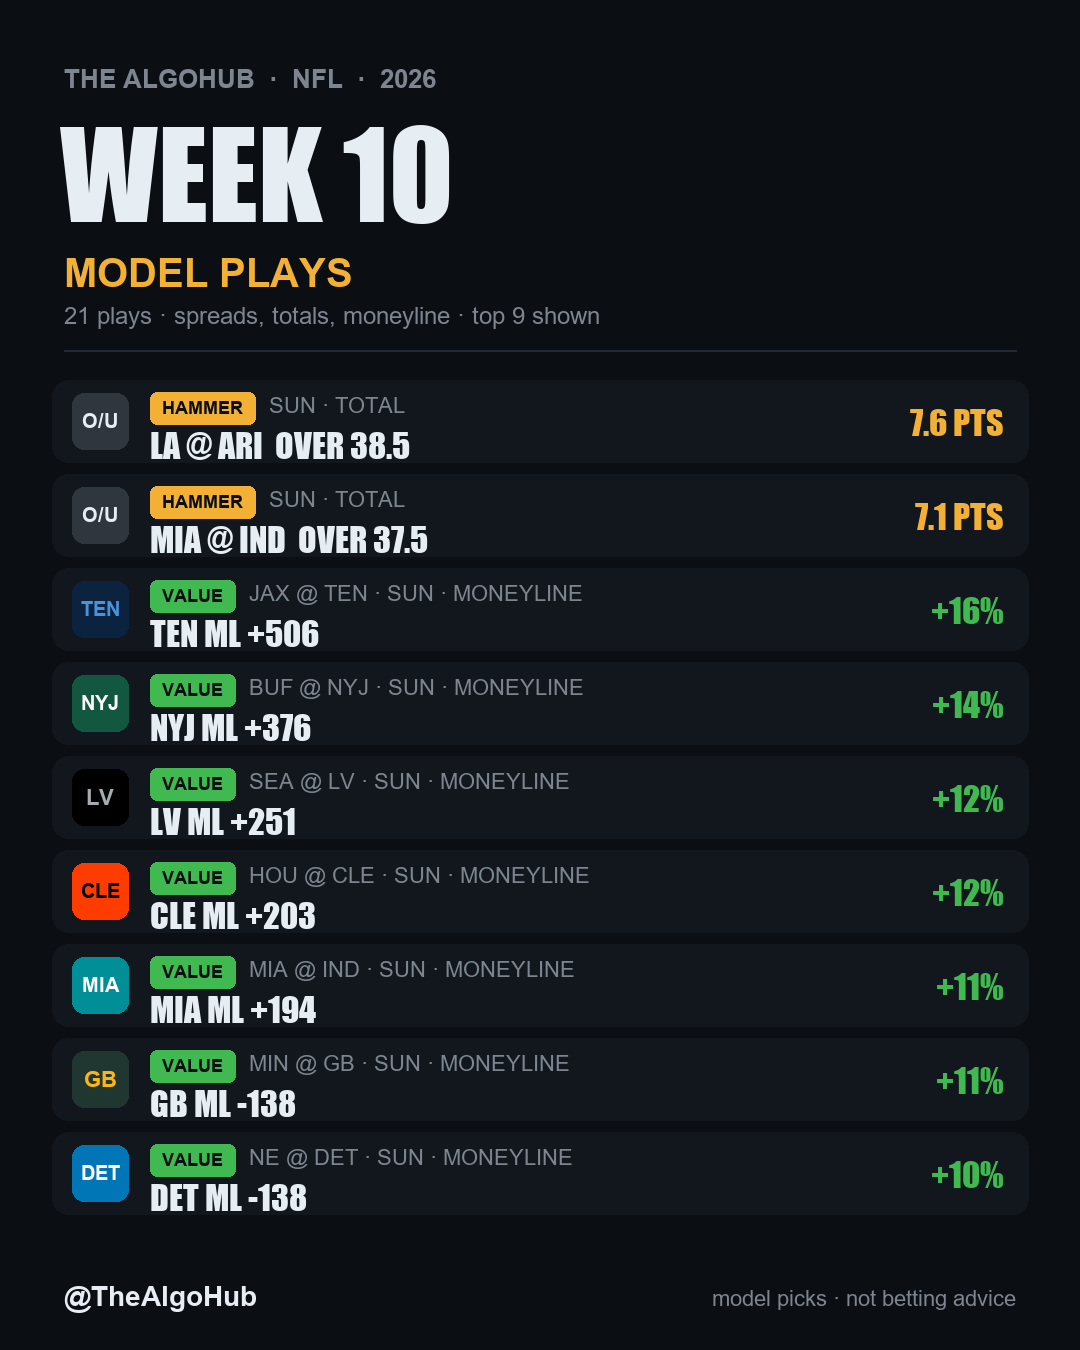 THE ALGOHUB · NFL · 2026
WEEK 10
MODEL PLAYS
21 plays · spreads, totals, moneyline · top 9 shown
O/U
HAMMER SUN · TOTAL
LA @ ARI OVER 38.5
7.6 PTS
O/U
HAMMER SUN · TOTAL
MIA @ IND OVER 37.5
7.1 PTS
TEN
VALUE JAX @ TEN · SUN · MONEYLINE
TEN ML +506
+16%
NYJ
VALUE BUF @ NYJ · SUN · MONEYLINE
NYJ ML +376
+14%
LV
VALUE SEA @ LV · SUN · MONEYLINE
LV ML +251
+12%
CLE
VALUE HOU @ CLE · SUN · MONEYLINE
CLE ML +203
+12%
MIA
VALUE MIA @ IND · SUN · MONEYLINE
MIA ML +194
+11%
GB
VALUE MIN @ GB · SUN · MONEYLINE
GB ML -138
+11%
DET
VALUE NE @ DET · SUN · MONEYLINE
DET ML -138
+10%
@TheAlgoHub
model picks · not betting advice